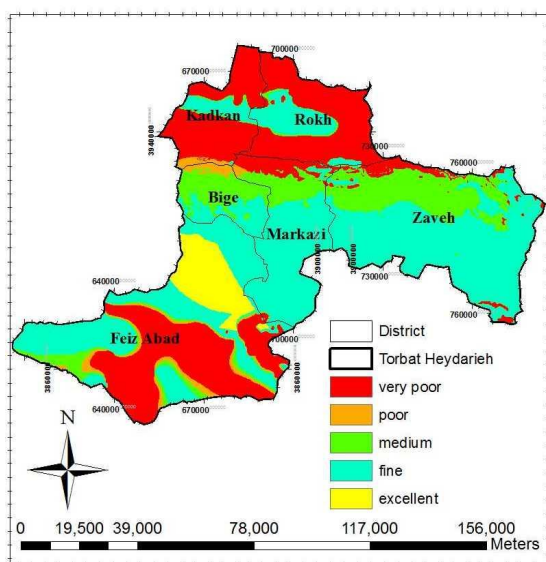 700000
670000
Kadkan
Rokh
3940000
730000
760000
Bige
Zaveh
Markazi
3900000
3900000
730000
640000
760000
700000
Feiz Abad
3860000
3860000
640000
670000
District
Torbat Heydarieh
very poor
poor
medium
fine
excellent
N
0 19,500 39,000 78,000 117,000 156,000
Meters